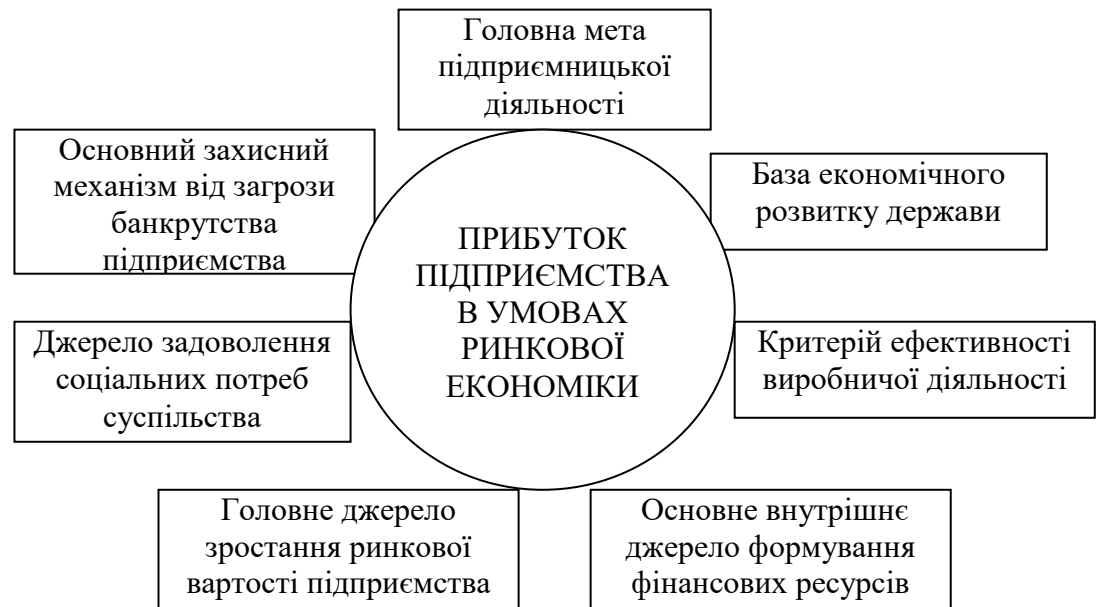 Головна мета
підприємницької
діяльності
Основний захисний
механізм від загрози
банкрутства
підприємства
База економічного
розвитку держави
ПРИБУТОК
ПІДПРИЄМСТВА
В УМОВАХ
РИНКОВОЇ
ЕКОНОМІКИ
Джерело задоволення
соціальних потреб
суспільства
Критерій ефективності
виробничої діяльності
Головне джерело
зростання ринкової
вартості підприємства
Основне внутрішнє
джерело формування
фінансових ресурсів